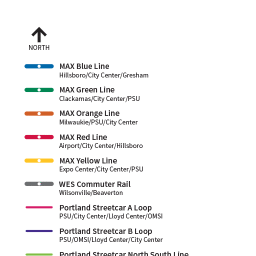 NORTH
MAX Blue Line
Hillsboro/City Center/Gresham
MAX Green Line
Clackamas/City Center/PSU
MAX Orange Line
Milwaukie/PSU/City Center
MAX Red Line
Airport/City Center/Hillsboro
MAX Yellow Line
Expo Center/City Center/PSU
WES Commuter Rail
Wilsonville/Beaverton
Portland Streetcar A Loop
PSU/City Center/Lloyd Center/OMSI
Portland Streetcar B Loop
PSU/OMSI/Lloyd Center/City Center
Portland Streetcar North South Line